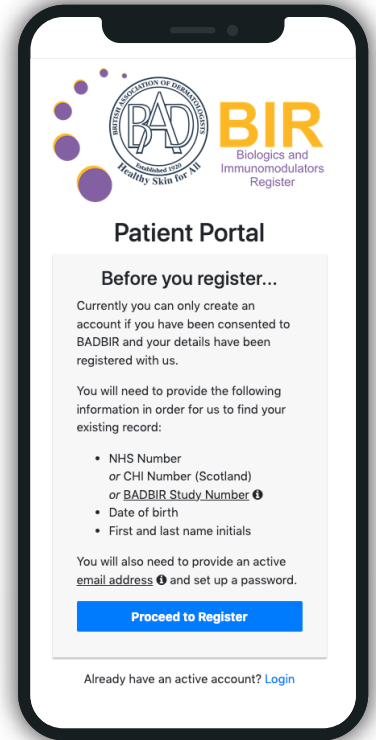 BRITISH ASSOCIATION OF DERMATOLOGISTS
BAD
Established 1920
Healthy Skin for All
BIR
Biologics and
Immunomodulators
Register
Patient Portal
Before you register...
Currently you can only create an
account if you have been consented to
BADBIR and your details have been
registered with us.
You will need to provide the following
information in order for us to find your
existing record:
• NHS Number
or CHI Number (Scotland)
or BADBIR Study Number
• Date of birth
• First and last name initials
You will also need to provide an active
email address and set up a password.
Proceed to Register
Already have an active account? Login